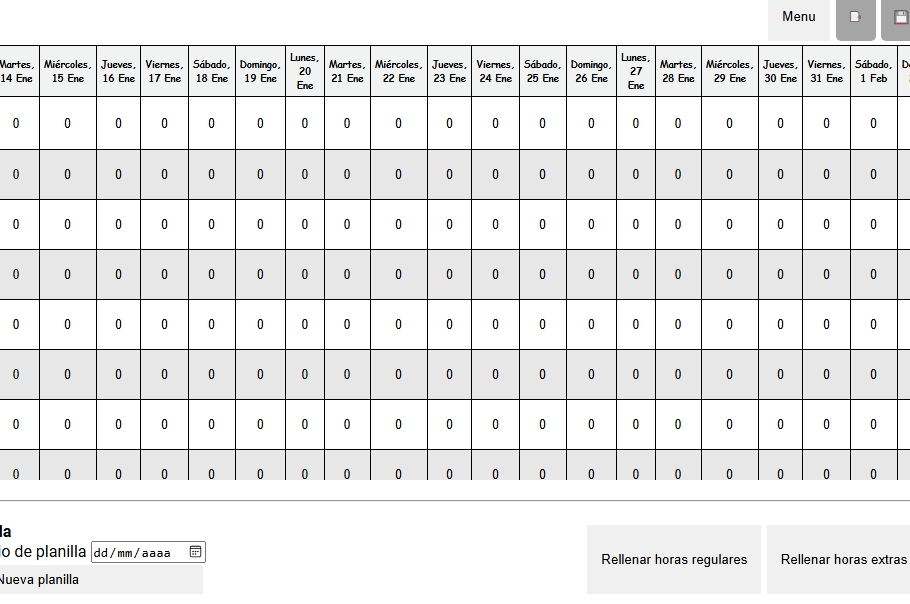 Menu
Martes, Miércoles, Jueves, Viernes, Sábado, Domingo, Lunes, Martes, Miércoles, Jueves, Viernes, Sábado, Domingo, Lunes, Martes, Miércoles, Jueves, Viernes, Sábado,
14 Ene 15 Ene 16 Ene 17 Ene 18 Ene 19 Ene 20 Ene 21 Ene 22 Ene 23 Ene 24 Ene 25 Ene 26 Ene 27 Ene 28 Ene 29 Ene 30 Ene 31 Ene 1 Feb
0 0 0 0 0 0 0 0 0 0 0 0 0 0 0 0 0 0 0
0 0 0 0 0 0 0 0 0 0 0 0 0 0 0 0 0 0 0
0 0 0 0 0 0 0 0 0 0 0 0 0 0 0 0 0 0 0
0 0 0 0 0 0 0 0 0 0 0 0 0 0 0 0 0 0 0
0 0 0 0 0 0 0 0 0 0 0 0 0 0 0 0 0 0 0
0 0 0 0 0 0 0 0 0 0 0 0 0 0 0 0 0 0 0
0 0 0 0 0 0 0 0 0 0 0 0 0 0 0 0 0 0 0
0 0 0 0 0 0 0 0 0 0 0 0 0 0 0 0 0 0 0
la
io de planilla dd/mm/aaaa
Nueva planilla
Rellenar horas regulares
Rellenar horas extras